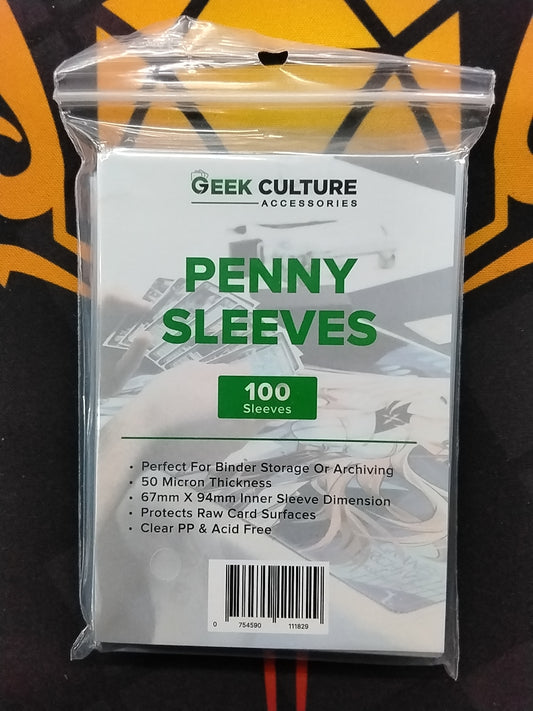 GEEK CULTURE
ACCESSORIES
PENNY
SLEEVES
100
Sleeves
• Perfect For Binder Storage Or Archiving
• 50 Micron Thickness
• 67mm X 94mm Inner Sleeve Dimension
• Protects Raw Card Surfaces
• Clear PP & Acid Free
0 754590 111829